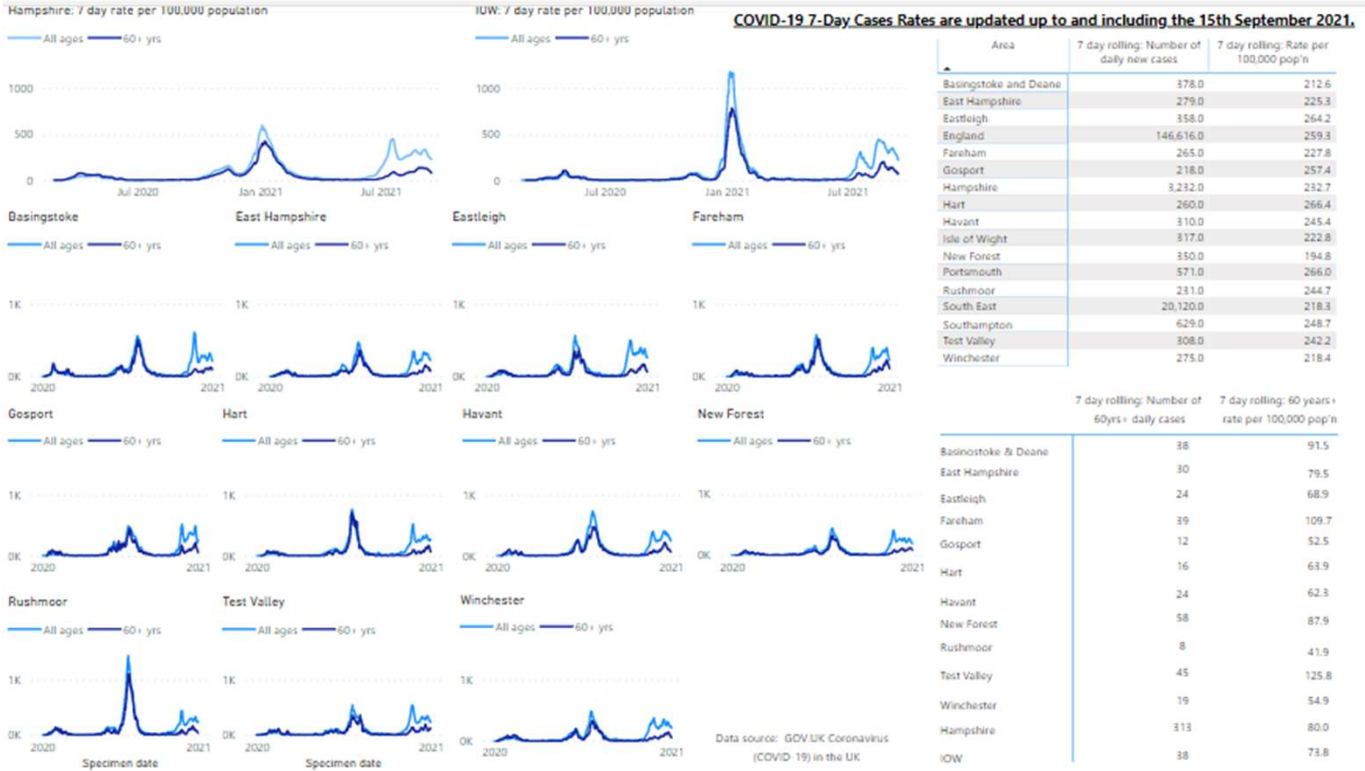 Hampshire: 7 day rate per 100,000 population
All ages 60+ yrs
1000
500
0
Jul 2020 Jan 2021 Jul 2021
IOW: 7 day rate per 100,000 population
All ages 60+ yrs
1000
500
0
Jul 2020 Jan 2021 Jul 2021
COVID-19 7-Day Cases Rates are updated up to and including the 15th September 2021.
Basingstoke
All ages 60+ yrs
1K
0K
2020 2021
East Hampshire
All ages 60+ yrs
1K
0K
2020 2021
Eastleigh
All ages 60+ yrs
1K
0K
2020 2021
Fareham
All ages 60+ yrs
1K
0K
2020 2021
Gosport
All ages 60+ yrs
1K
0K
2020 2021
Hart
All ages 60+ yrs
1K
0K
2020 2021
Havant
All ages 60+ yrs
1K
0K
2020 2021
New Forest
All ages 60+ yrs
1K
0K
2020 2021
Rushmoor
All ages 60+ yrs
1K
0K
2020 2021
Specimen date
Test Valley
All ages 60+ yrs
1K
0K
2020 2021
Specimen date
Winchester
All ages 60+ yrs
1K
0K
2020 2021
Data source: GOV.UK Coronavirus
(COVID-19) in the UK
Area 7 day rolling: Number of daily new cases 7 day rolling: Rate per 100,000 pop'n
Basingstoke and Deane 378.0 212.6
East Hampshire 279.0 225.3
Eastleigh 358.0 264.2
England 146,616.0 259.3
Fareham 265.0 227.8
Gosport 218.0 257.4
Hampshire 3,232.0 232.7
Hart 260.0 266.4
Havant 310.0 245.4
Isle of Wight 317.0 222.8
New Forest 350.0 194.8
Portsmouth 571.0 266.0
Rushmoor 231.0 244.7
South East 20,120.0 218.3
Southampton 629.0 248.7
Test Valley 308.0 242.2
Winchester 275.0 218.4
7 day rollling: Number of 60yrs+ daily cases 7 day rolling: 60 years+ rate per 100,000 pop'n
Basingstoke & Deane 38 91.5
East Hampshire 30 79.5
Eastleigh 24 68.9
Fareham 39 109.7
Gosport 12 52.5
Hart 16 63.9
Havant 24 62.3
New Forest 58 87.9
Rushmoor 8 41.9
Test Valley 45 125.8
Winchester 19 54.9
Hampshire 313 80.0
IOW 38 73.8